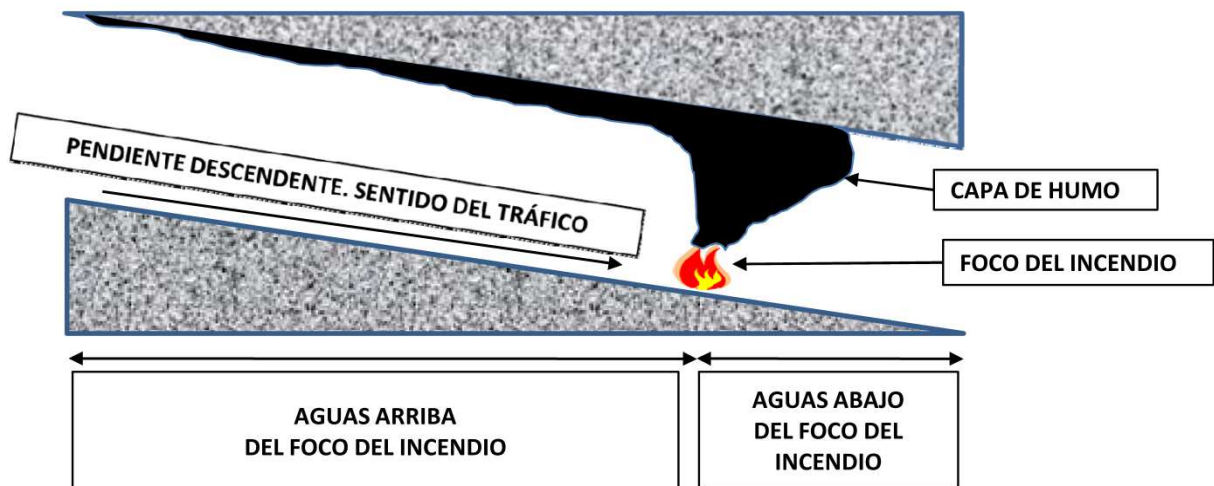 PENDIENTE DESCENDENTE. SENTIDO DEL TRÁFICO
CAPA DE HUMO
FOCO DEL INCENDIO
AGUAS ARRIBA
DEL FOCO DEL INCENDIO
AGUAS ABAJO
DEL FOCO DEL
INCENDIO